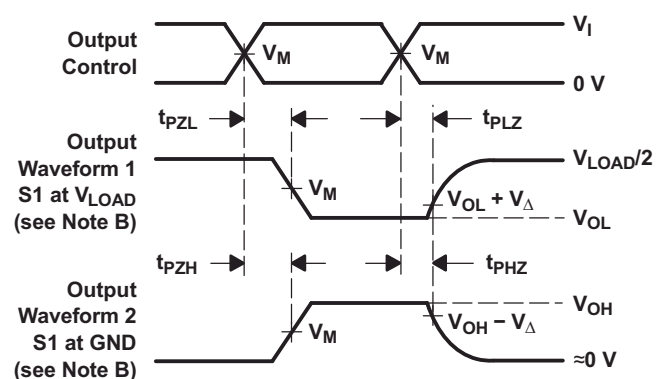 Output
Control
V_I
V_M
V_M
0 V
t_PZL
t_PLZ
Output
Waveform 1
S1 at V_LOAD
(see Note B)
V_LOAD/2
V_M
V_OL + V_Δ
V_OL
t_PZH
t_PHZ
Output
Waveform 2
S1 at GND
(see Note B)
V_OH
V_M
V_OH − V_Δ
≈0 V